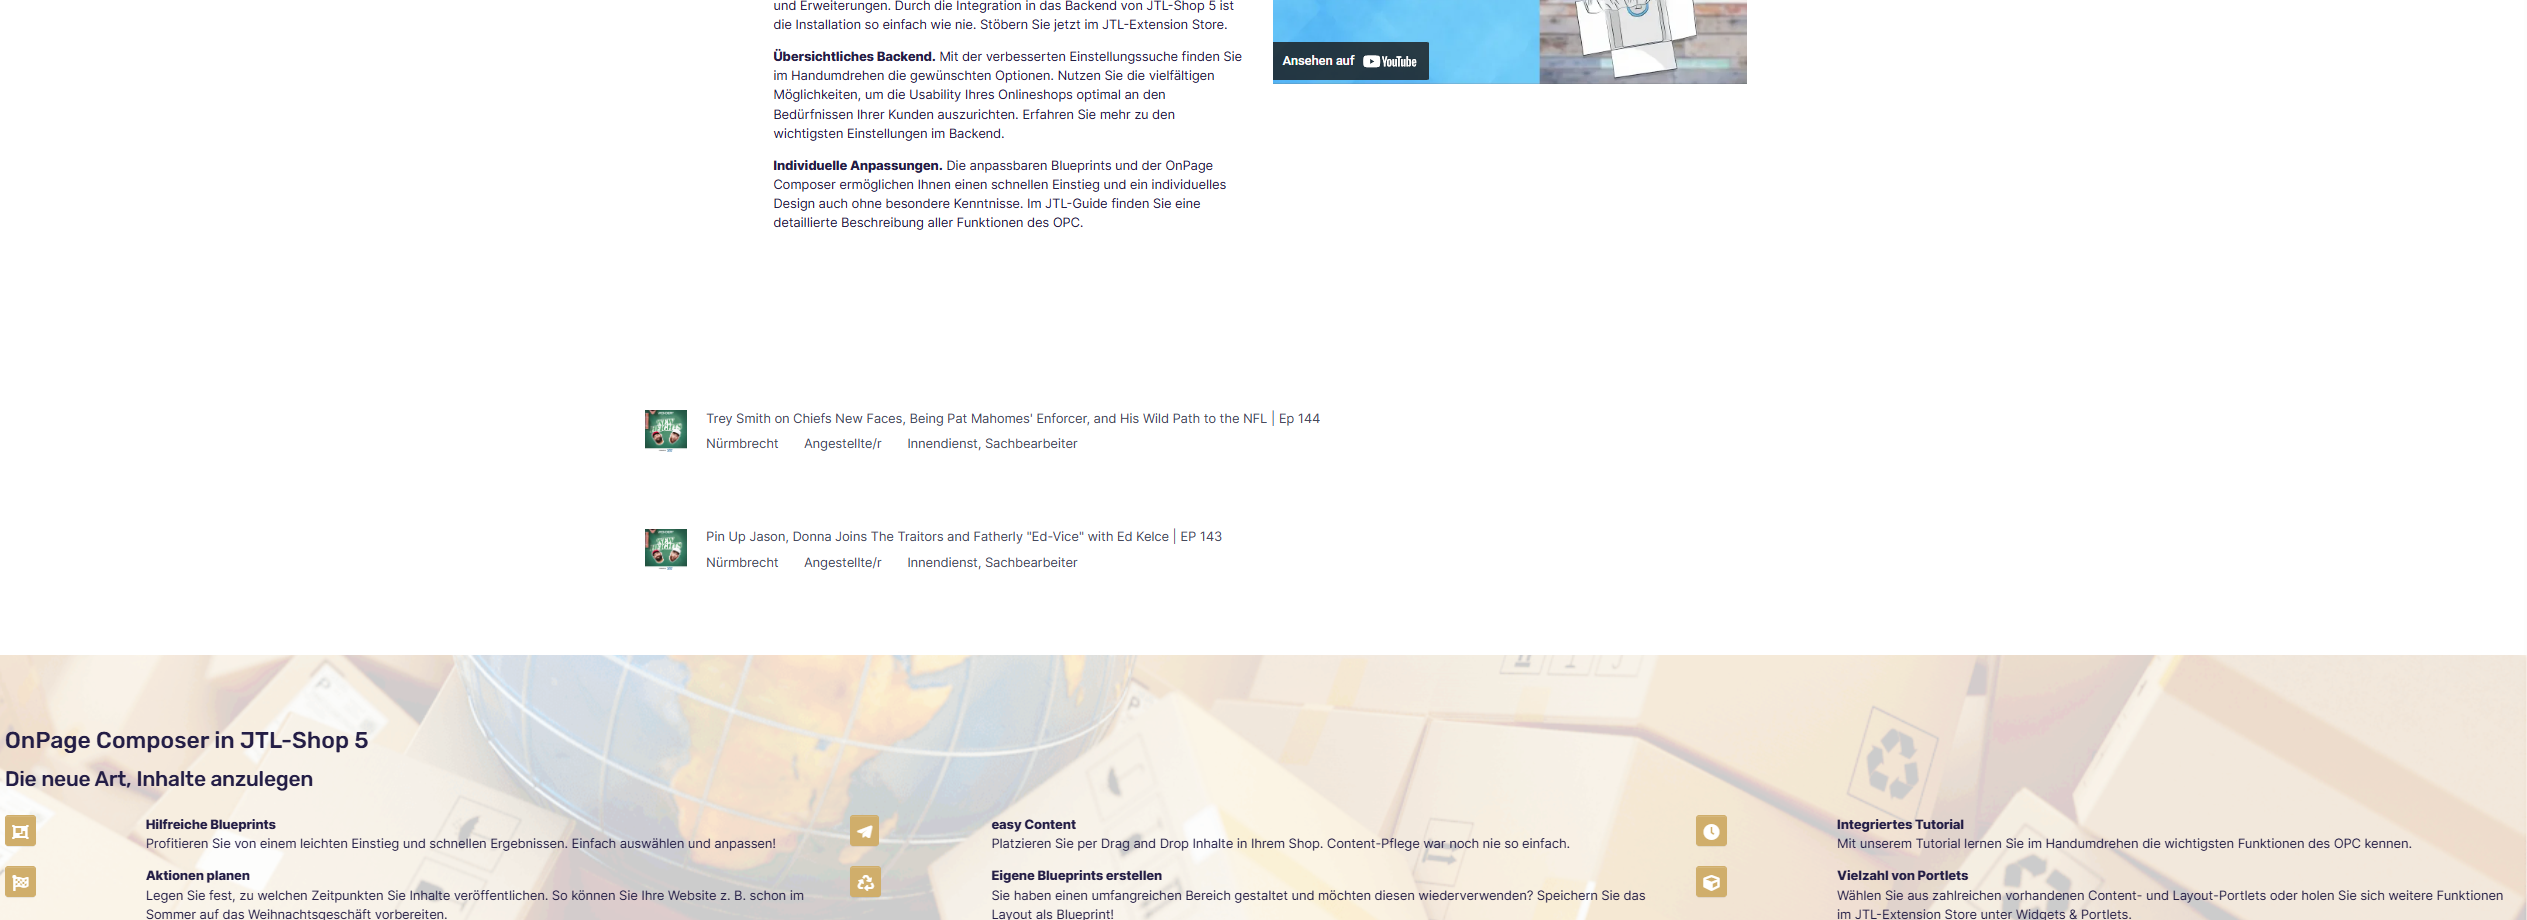 und Erweiterungen. Durch die Integration in das Backend von JTL-Shop 5 ist
die Installation so einfach wie nie. Stöbern Sie jetzt im JTL-Extension Store.
Übersichtliches Backend. Mit der verbesserten Einstellungssuche finden Sie
im Handumdrehen die gewünschten Optionen. Nutzen Sie die vielfältigen
Möglichkeiten, um die Usability Ihres Onlineshops optimal an den
Bedürfnissen Ihrer Kunden auszurichten. Erfahren Sie mehr zu den
wichtigsten Einstellungen im Backend.
Individuelle Anpassungen. Die anpassbaren Blueprints und der OnPage
Composer ermöglichen Ihnen einen schnellen Einstieg und ein individuelles
Design auch ohne besondere Kenntnisse. Im JTL-Guide finden Sie eine
detaillierte Beschreibung aller Funktionen des OPC.
Ansehen auf YouTube
Trey Smith on Chiefs New Faces, Being Pat Mahomes' Enforcer, and His Wild Path to the NFL | Ep 144
Nürmbrecht Angestellte/r Innendienst, Sachbearbeiter
Pin Up Jason, Donna Joins The Traitors and Fatherly "Ed-Vice" with Ed Kelce | EP 143
Nürmbrecht Angestellte/r Innendienst, Sachbearbeiter
OnPage Composer in JTL-Shop 5
Die neue Art, Inhalte anzulegen
Hilfreiche Blueprints
Profitieren Sie von einem leichten Einstieg und schnellen Ergebnissen. Einfach auswählen und anpassen!
easy Content
Platzieren Sie per Drag and Drop Inhalte in Ihrem Shop. Content-Pflege war noch nie so einfach.
Integriertes Tutorial
Mit unserem Tutorial lernen Sie im Handumdrehen die wichtigsten Funktionen des OPC kennen.
Aktionen planen
Legen Sie fest, zu welchen Zeitpunkten Sie Inhalte veröffentlichen. So können Sie Ihre Website z. B. schon im
Sommer auf das Weihnachtsgeschäft vorbereiten.
Eigene Blueprints erstellen
Sie haben einen umfangreichen Bereich gestaltet und möchten diesen wiederverwenden? Speichern Sie das
Layout als Blueprint!
Vielzahl von Portlets
Wählen Sie aus zahlreichen vorhandenen Content- und Layout-Portlets oder holen Sie sich weitere Funktionen
im JTL-Extension Store unter Widgets & Portlets.